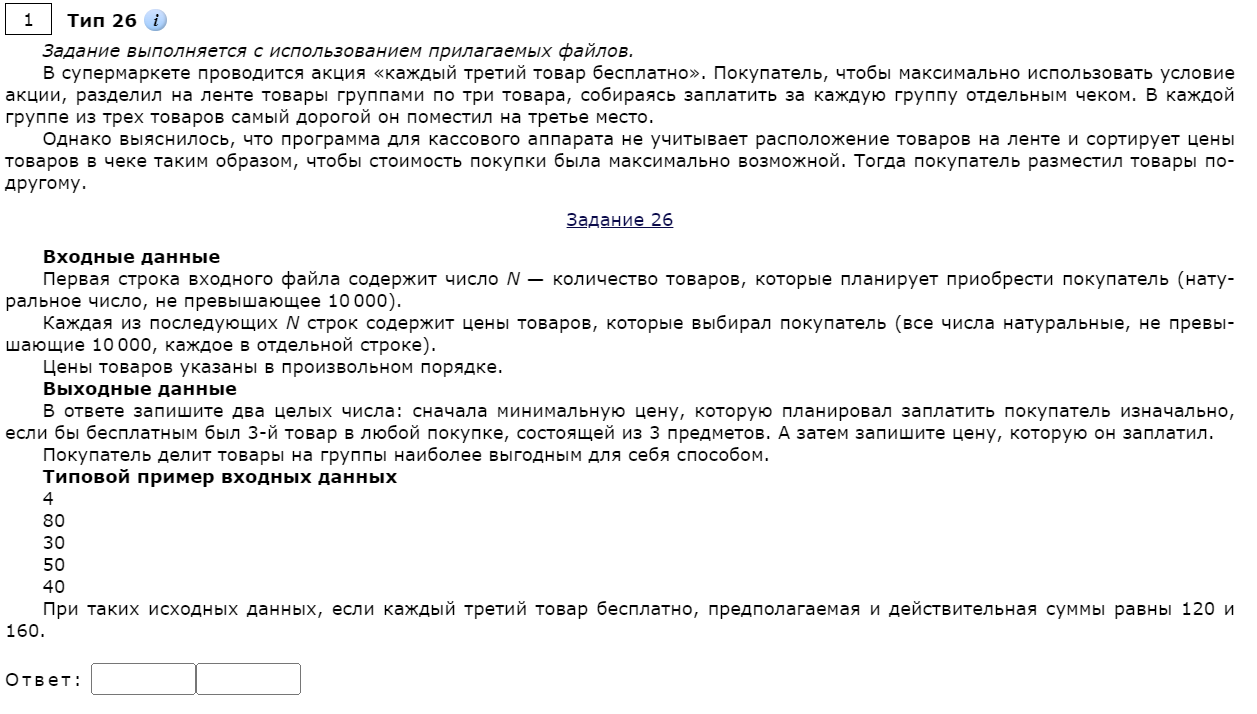 1 Тип 26 i
Задание выполняется с использованием прилагаемых файлов.
В супермаркете проводится акция «каждый третий товар бесплатно». Покупатель, чтобы максимально использовать условие
акции, разделил на ленте товары группами по три товара, собираясь заплатить за каждую группу отдельным чеком. В каждой
группе из трех товаров самый дорогой он поместил на третье место.
Однако выяснилось, что программа для кассового аппарата не учитывает расположение товаров на ленте и сортирует цены
товаров в чеке таким образом, чтобы стоимость покупки была максимально возможной. Тогда покупатель разместил товары по-
другому.
Задание 26
Входные данные
Первая строка входного файла содержит число N — количество товаров, которые планирует приобрести покупатель (нату-
ральное число, не превышающее 10 000).
Каждая из последующих N строк содержит цены товаров, которые выбирал покупатель (все числа натуральные, не превы-
шающие 10 000, каждое в отдельной строке).
Цены товаров указаны в произвольном порядке.
Выходные данные
В ответе запишите два целых числа: сначала минимальную цену, которую планировал заплатить покупатель изначально,
если бы бесплатным был 3-й товар в любой покупке, состоящей из 3 предметов. А затем запишите цену, которую он заплатил.
Покупатель делит товары на группы наиболее выгодным для себя способом.
Типовой пример входных данных
4
80
30
50
40
При таких исходных данных, если каждый третий товар бесплатно, предполагаемая и действительная суммы равны 120 и
160.
Ответ: